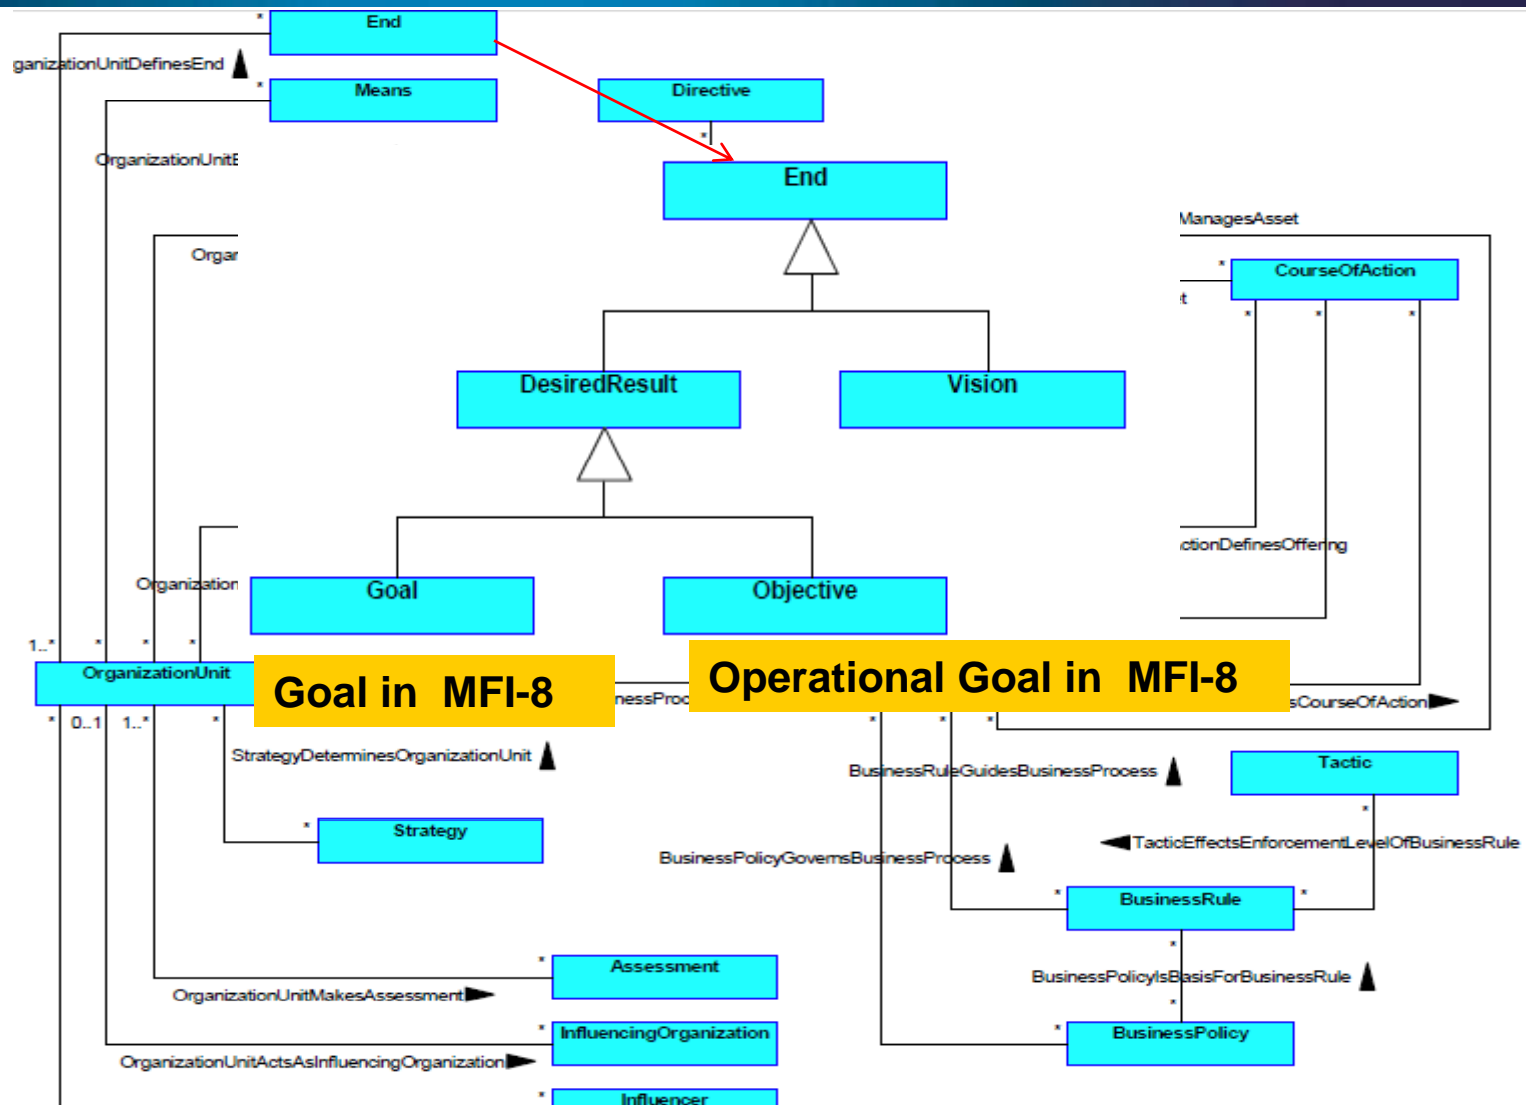 End
*
ganizationUnitDefinesEnd
*
Means
Directive
*
OrganizationUnitE
End
ManagesAsset
Orgar
*
CourseOfAction
* * *
DesiredResult
Vision
ctionDefinesOffering
Organization
Goal
Objective
1..* * * *
OrganizationUnit
Goal in MFI-8
nessProc
Operational Goal in MFI-8
sCourseOfAction
* 0..1 1..* *
* * *
StrategyDeterminesOrganizationUnit
BusinessRuleGuidesBusinessProcess
Tactic
*
*
Strategy
TacticEffectsEnforcementLevelOfBusinessRule
BusinessPolicyGovernsBusinessProcess
*
BusinessRule
*
*
*
Assessment
BusinessPolicyIsBasisForBusinessRule
OrganizationUnitMakesAssessment
*
*
InfluencingOrganization
*
BusinessPolicy
OrganizationUnitActsAsInfluencingOrganization
*
Influencer